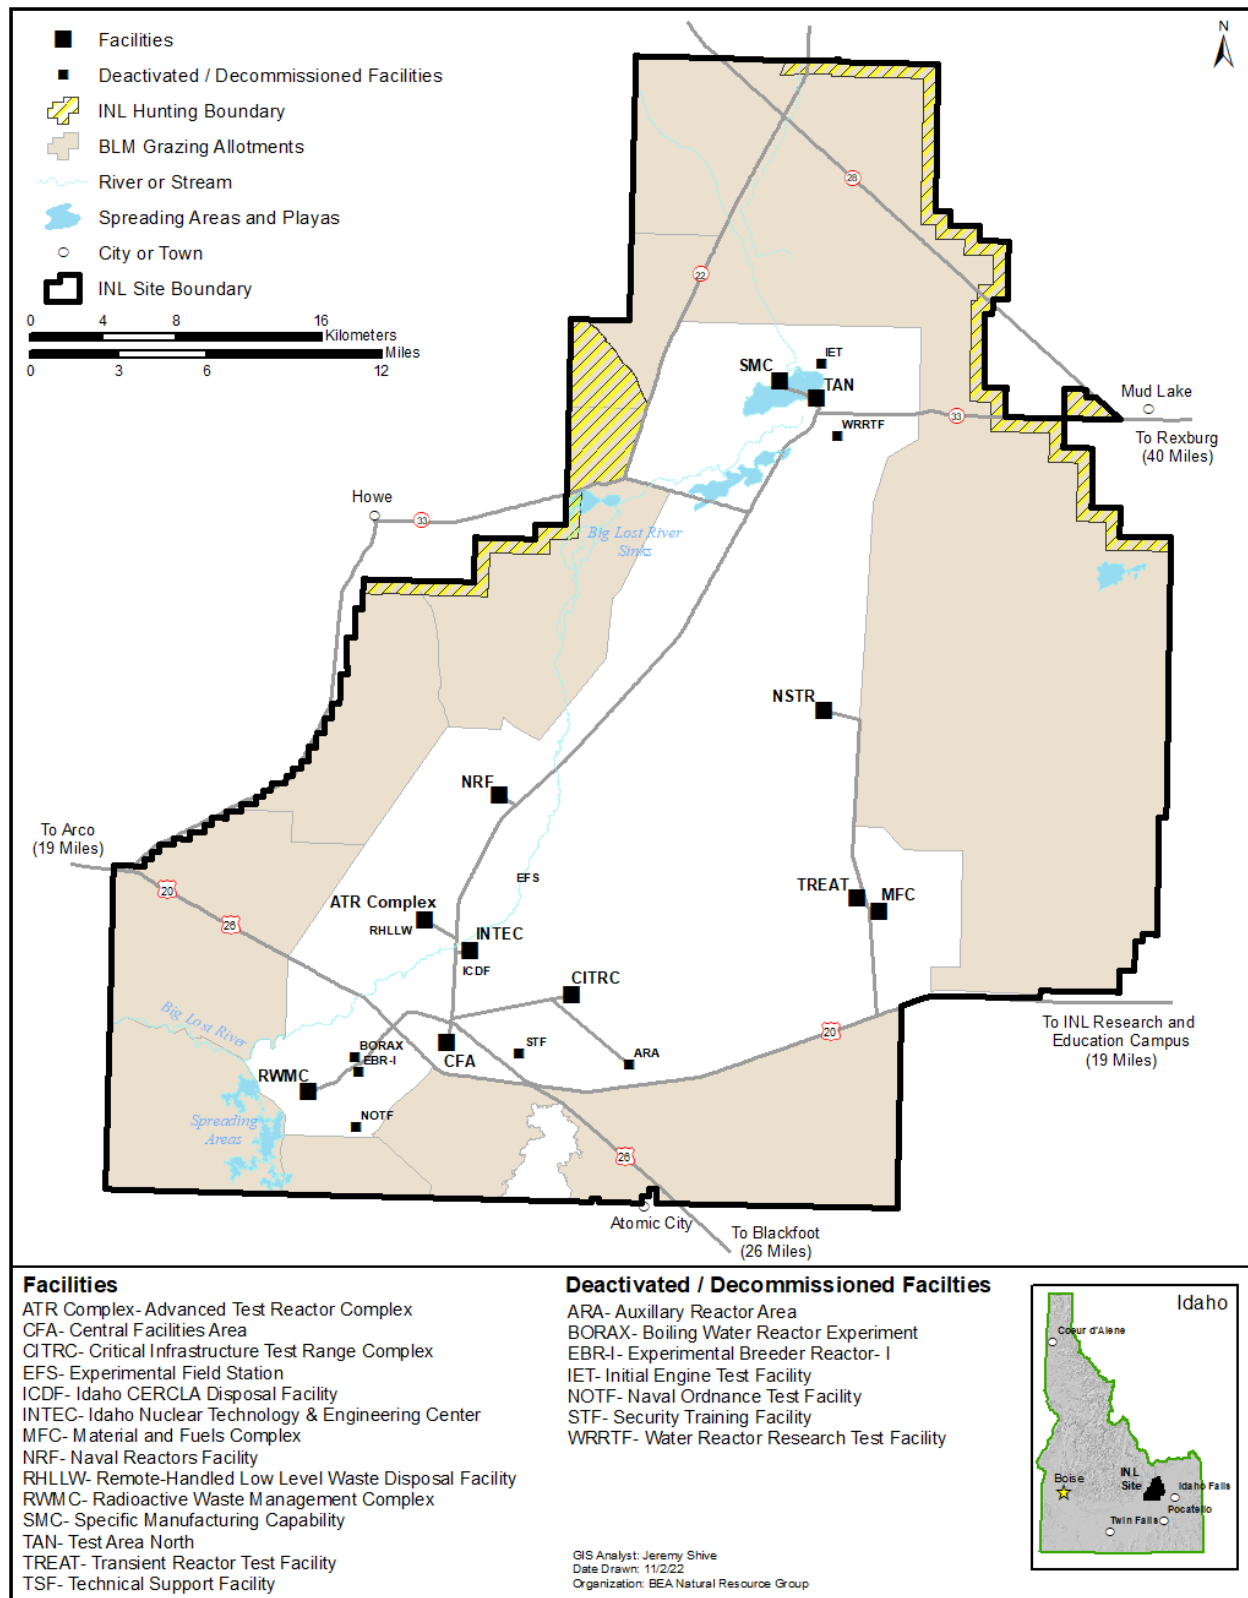 N
Facilities
Deactivated / Decommissioned Facilities
INL Hunting Boundary
BLM Grazing Allotments
River or Stream
Spreading Areas and Playas
City or Town
INL Site Boundary
0 4 8 16
Kilometers
Miles
0 3 6 12
28
22
IET
SMC
TAN
Mud Lake
33
WRRTF
To Rexburg
(40 Miles)
Howe
33
Big Lost River
Sinks
NSTR
NRF
To Arco
(19 Miles)
EFS
20
TREAT
MFC
ATR Complex
26
RHLLW
INTEC
ICDF
CITRC
Big Lost River
20
To INL Research and
Education Campus
(19 Miles)
BORAX
STF
EBR-I
CFA
ARA
RWMC
NOTF
Spreading
Areas
26
Atomic City
To Blackfoot
(26 Miles)
Facilities
ATR Complex- Advanced Test Reactor Complex
CFA- Central Facilities Area
CITRC- Critical Infrastructure Test Range Complex
EFS- Experimental Field Station
ICDF- Idaho CERCLA Disposal Facility
INTEC- Idaho Nuclear Technology & Engineering Center
MFC- Material and Fuels Complex
NRF- Naval Reactors Facility
RHLLW- Remote-Handled Low Level Waste Disposal Facility
RWMC- Radioactive Waste Management Complex
SMC- Specific Manufacturing Capability
TAN- Test Area North
TREAT- Transient Reactor Test Facility
TSF- Technical Support Facility
Deactivated / Decommissioned Facilties
ARA- Auxillary Reactor Area
BORAX- Boiling Water Reactor Experiment
EBR-I- Experimental Breeder Reactor- I
IET- Initial Engine Test Facility
NOTF- Naval Ordnance Test Facility
STF- Security Training Facility
WRRTF- Water Reactor Research Test Facility
GIS Analyst: Jeremy Shive
Date Drawn: 11/2/22
Organization: BEA Natural Resource Group
Idaho
Coeur d'Alene
Boise
INL
Site
Idaho Falls
Pocatello
Twin Falls